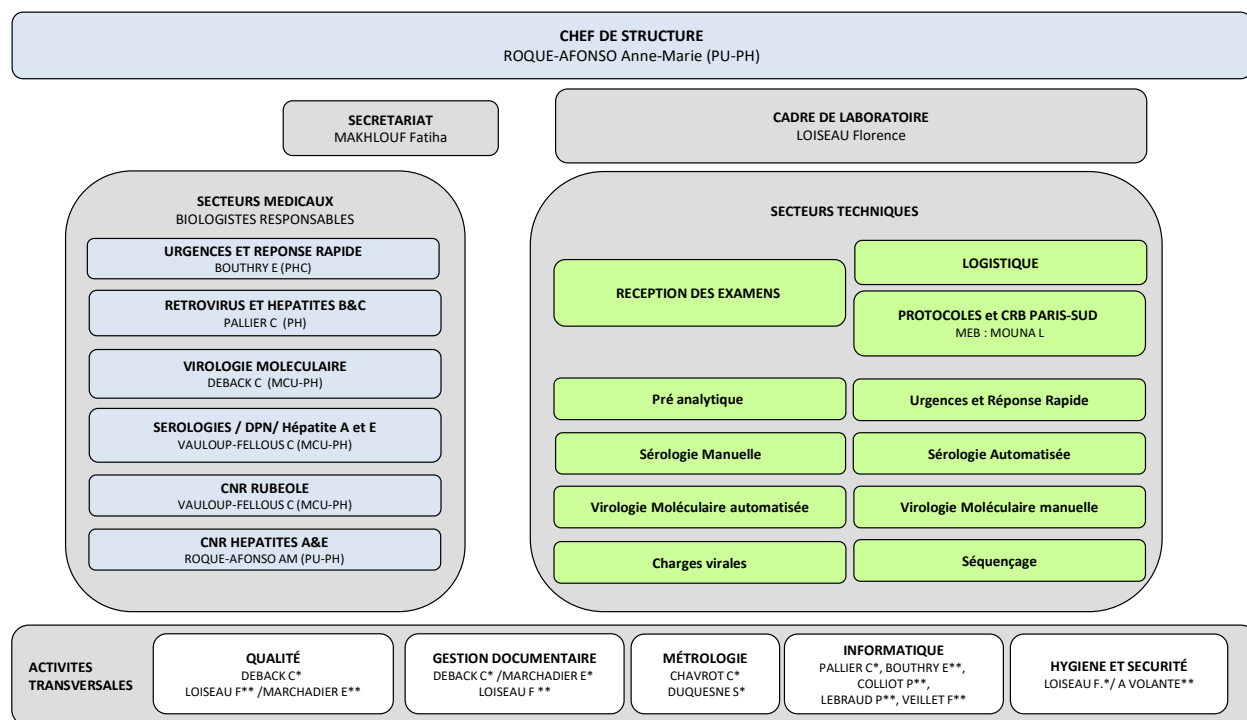 CHEF DE STRUCTURE
ROQUE-AFONSO Anne-Marie (PU-PH)
SECRETARIAT
MAKHLOUF Fatiha
CADRE DE LABORATOIRE
LOISEAU Florence
SECTEURS MEDICAUX
BIOLOGISTES RESPONSABLES
URGENCES ET REPONSE RAPIDE
BOUTHRY E (PHC)
RETROVIRUS ET HEPATITES B&C
PALLIER C (PH)
VIROLOGIE MOLECULAIRE
DEBACK C (MCU-PH)
SEROLOGIES / DPN/ Hépatite A et E
VAULOUP-FELLOUS C (MCU-PH)
CNR RUBEOLE
VAULOUP-FELLOUS C (MCU-PH)
CNR HEPATITES A&E
ROQUE-AFONSO AM (PU-PH)
SECTEURS TECHNIQUES
RECEPTION DES EXAMENS
LOGISTIQUE
PROTOCOLES et CRB PARIS-SUD
MEB : MOUNA L
Pré analytique
Urgences et Réponse Rapide
Sérologie Manuelle
Sérologie Automatisée
Virologie Moléculaire automatisée
Virologie Moléculaire manuelle
Charges virales
Séquençage
ACTIVITES
TRANSVERSALES
QUALITÉ
DEBACK C*
LOISEAU F** /MARCHADIER E**
GESTION DOCUMENTAIRE
DEBACK C* /MARCHADIER E*
LOISEAU F **
MÉTROLOGIE
CHAVROT C*
DUQUESNE S*
INFORMATIQUE
PALLIER C*, BOUTHRY E**,
COLLIOT P**,
LEBRAUD P**, VEILLET F**
HYGIENE ET SECURITÉ
LOISEAU F.*/ A VOLANTE**